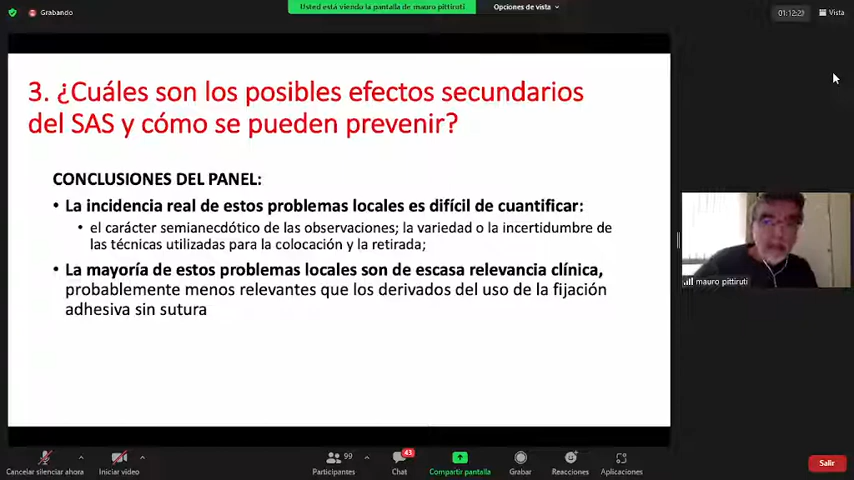 Grabando
Usted está viendo la pantalla de mauro pittiruti
Opciones de vista
01:12:29
Vista
3. ¿Cuáles son los posibles efectos secundarios
del SAS y cómo se pueden prevenir?
CONCLUSIONES DEL PANEL:
• La incidencia real de estos problemas locales es difícil de cuantificar:
• el carácter semianecdótico de las observaciones; la variedad o la incertidumbre de
las técnicas utilizadas para la colocación y la retirada;
• La mayoría de estos problemas locales son de escasa relevancia clínica,
probablemente menos relevantes que los derivados del uso de la fijación
adhesiva sin sutura
mauro pittiruti
Cancelar silenciar ahora
Iniciar video
99
Participantes
43
Chat
Compartir pantalla
Grabar
Reacciones
Aplicaciones
Salir